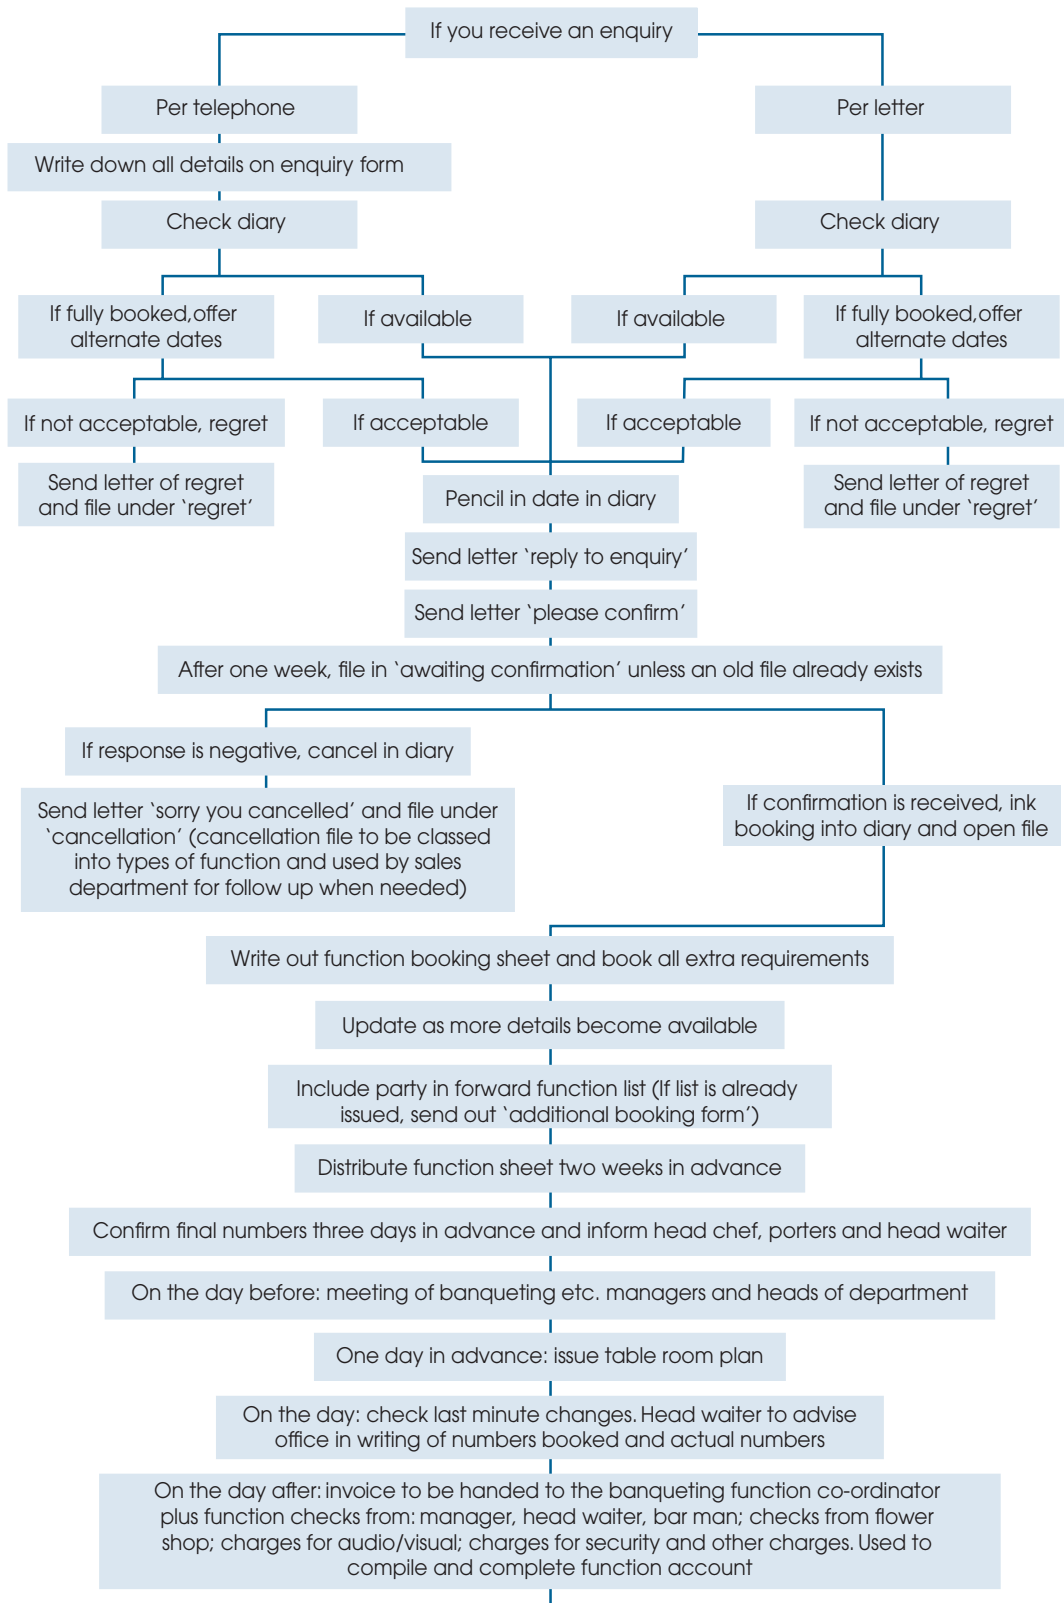 If you receive an enquiry
Per telephone
Per letter
Write down all details on enquiry form
Check diary
Check diary
If fully booked,offer
alternate dates
If available
If available
If fully booked,offer
alternate dates
If not acceptable, regret
If acceptable
If acceptable
If not acceptable, regret
Send letter of regret
and file under ‘regret’
Send letter of regret
and file under ‘regret’
Pencil in date in diary
Send letter ‘reply to enquiry’
Send letter ‘please confirm’
After one week, file in ‘awaiting confirmation’ unless an old file already exists
If response is negative, cancel in diary
Send letter ‘sorry you cancelled’ and file under
‘cancellation’ (cancellation file to be classed
into types of function and used by sales
department for follow up when needed)
If confirmation is received, ink
booking into diary and open file
Write out function booking sheet and book all extra requirements
Update as more details become available
Include party in forward function list (If list is already
issued, send out ‘additional booking form’)
Distribute function sheet two weeks in advance
Confirm final numbers three days in advance and inform head chef, porters and head waiter
On the day before: meeting of banqueting etc. managers and heads of department
One day in advance: issue table room plan
On the day: check last minute changes. Head waiter to advise
office in writing of numbers booked and actual numbers
On the day after: invoice to be handed to the banqueting function co-ordinator
plus function checks from: manager, head waiter, bar man; checks from flower
shop; charges for audio/visual; charges for security and other charges. Used to
compile and complete function account